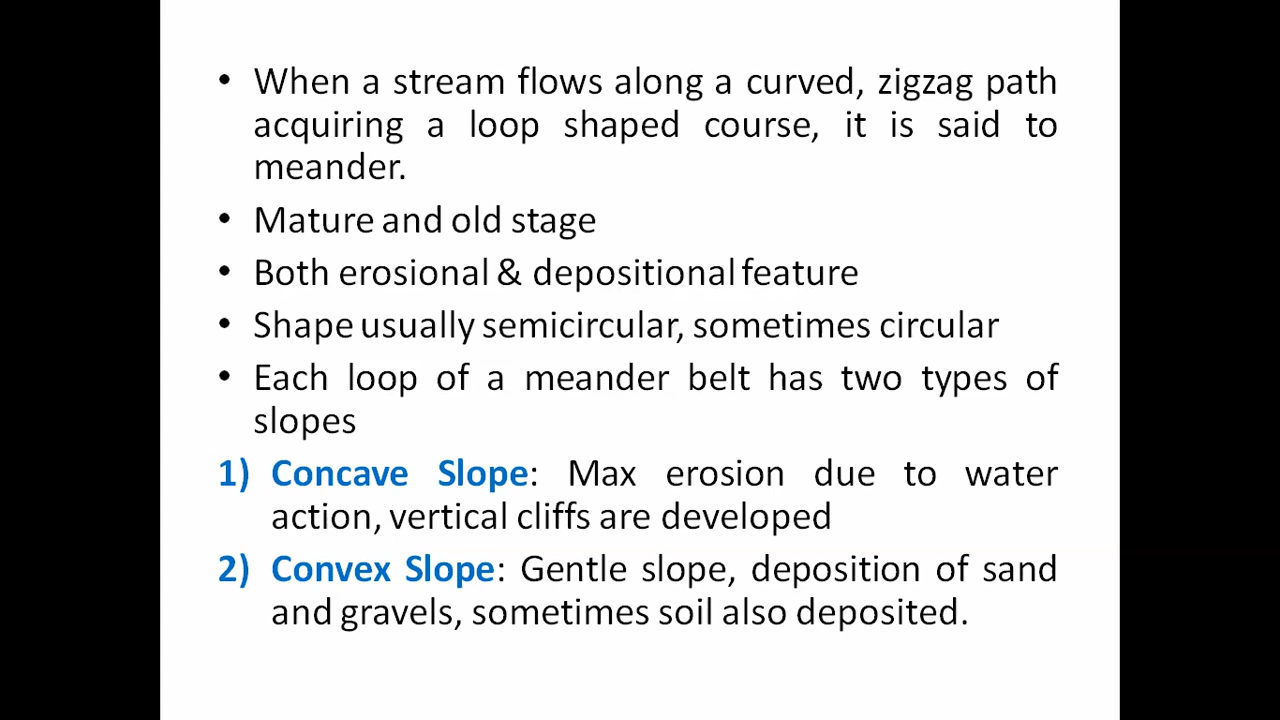 • When a stream flows along a curved, zigzag path
acquiring a loop shaped course, it is said to
meander.
• Mature and old stage
• Both erosional & depositional feature
• Shape usually semicircular, sometimes circular
• Each loop of a meander belt has two types of
slopes
1) Concave Slope: Max erosion due to water
action, vertical cliffs are developed
2) Convex Slope: Gentle slope, deposition of sand
and gravels, sometimes soil also deposited.